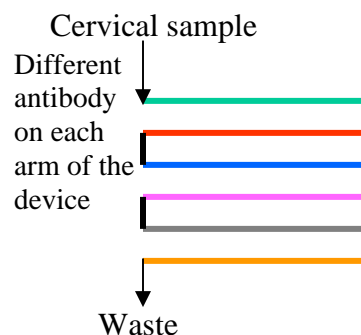 Cervical sample
Different
antibody
on each
arm of the
device
Waste